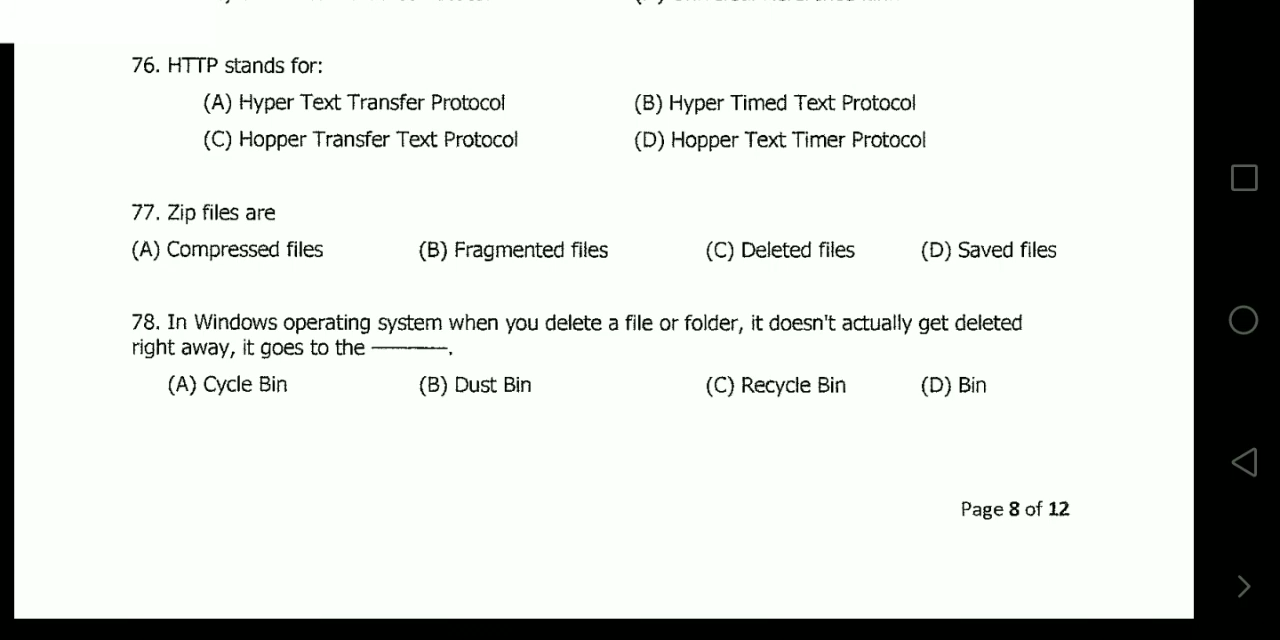 76. HTTP stands for:
(A) Hyper Text Transfer Protocol (B) Hyper Timed Text Protocol
(C) Hopper Transfer Text Protocol (D) Hopper Text Timer Protocol
77. Zip files are
(A) Compressed files (B) Fragmented files (C) Deleted files (D) Saved files
78. In Windows operating system when you delete a file or folder, it doesn't actually get deleted
right away, it goes to the ———.
(A) Cycle Bin (B) Dust Bin (C) Recycle Bin (D) Bin
Page 8 of 12